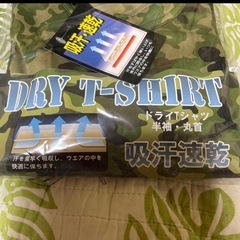 吸汗・速乾
DRY T-SHIRT
ドライTシャツ
半袖・丸首
汗を素早く吸収し、ウエアの中を
快適に保ちます。
吸汗速乾